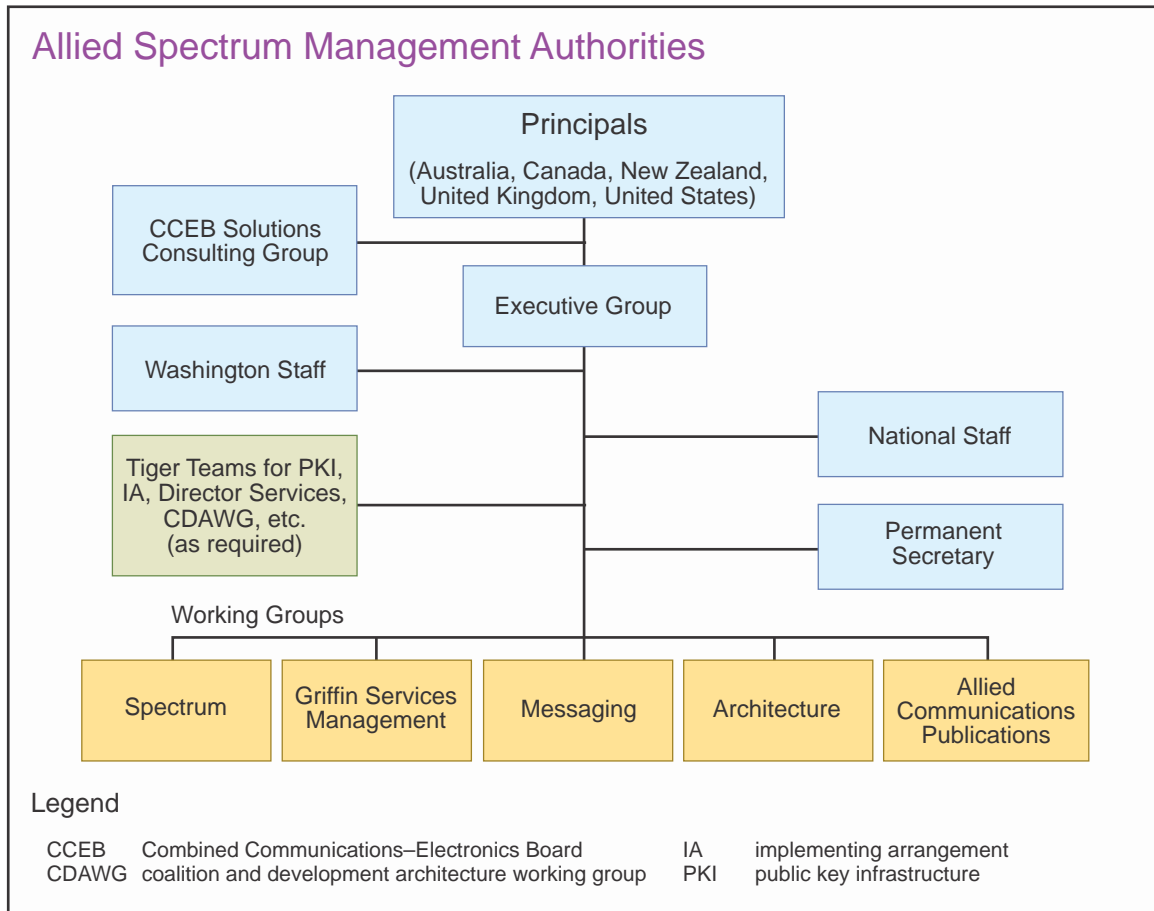 Allied Spectrum Management Authorities
Principals
(Australia, Canada, New Zealand,
United Kingdom, United States)
CCEB Solutions
Consulting Group
Executive Group
Washington Staff
National Staff
Tiger Teams for PKI,
IA, Director Services,
CDAWG, etc.
(as required)
Permanent
Secretary
Working Groups
Spectrum
Griffin Services
Management
Messaging
Architecture
Allied
Communications
Publications
Legend
CCEB Combined Communications–Electronics Board
CDAWG coalition and development architecture working group
IA implementing arrangement
PKI public key infrastructure